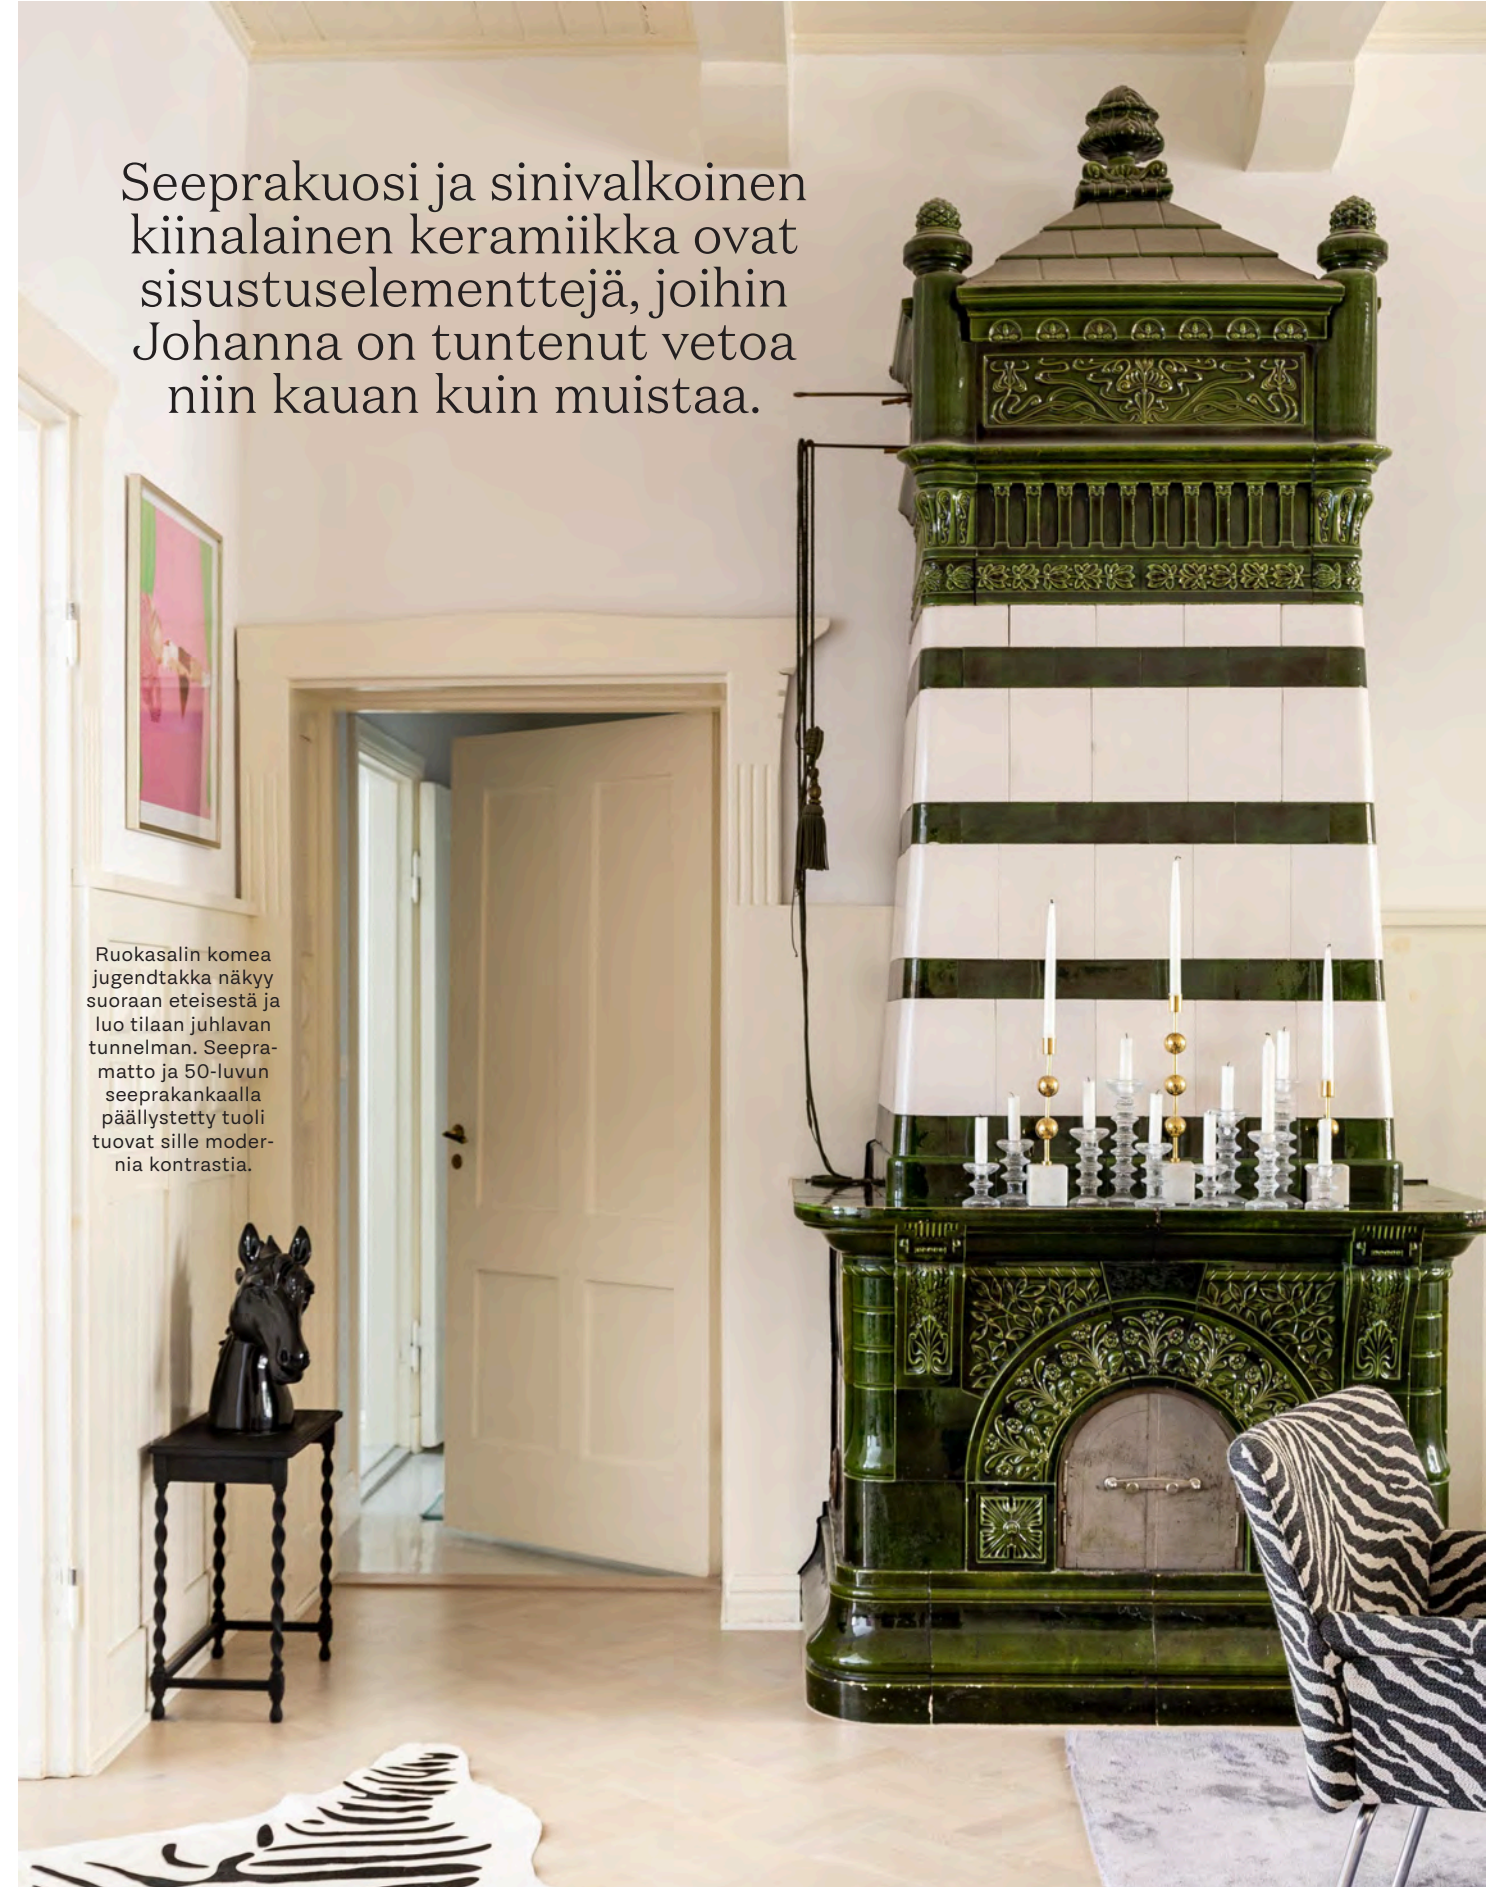 Seeprakuosi ja sinivalkoinen
kiinalainen keramiikka ovat
sisustuselementtejä, joihin
Johanna on tuntenut vetoa
niin kauan kuin muistaa.
Ruokasalin komea
jugendtakka näkyy
suoraan eteisestä ja
luo tilaan juhlavan
tunnelman. Seepra-
matto ja 50-luvun
seeprakankaalla
päällystetty tuoli
tuovat sille moder-
nia kontrastia.